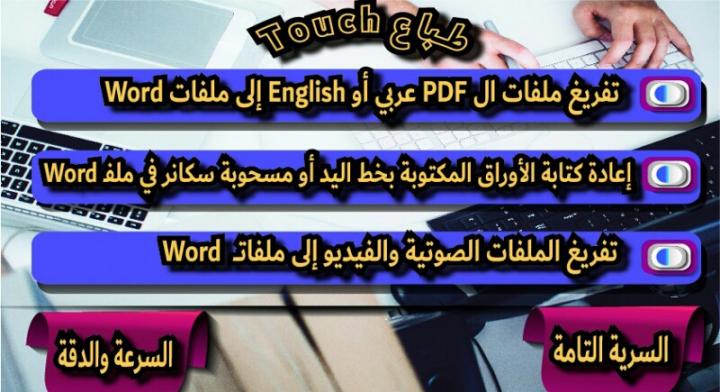 طباع Touch
تفريغ ملفات ال PDF عربي أو English إلى ملفات Word
إعادة كتابة الأوراق المكتوبة بخط اليد أو مسحوبة سكانر في ملف Word
تفريغ الملفات الصوتية والفيديو إلى ملفاتـ Word
السرية التامة
السرعة والدقة